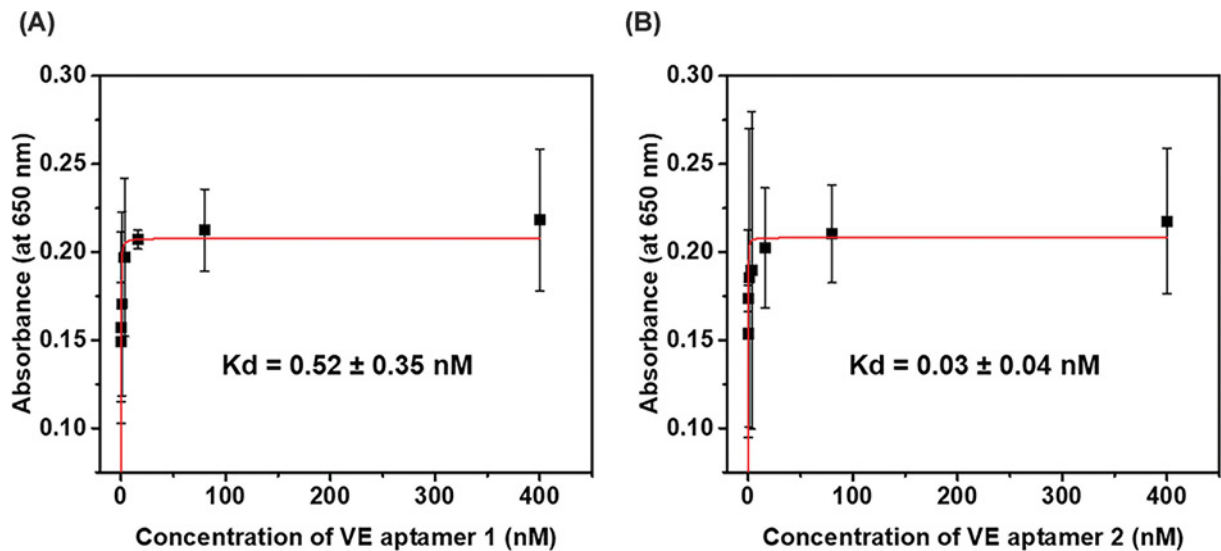 (A)
(B)
0.30
0.25
0.20
0.15
0.10
Absorbance (at 650 nm)
Kd = 0.52 ± 0.35 nM
0
100
200
300
400
Concentration of VE aptamer 1 (nM)
0.30
0.25
0.20
0.15
0.10
Absorbance (at 650 nm)
Kd = 0.03 ± 0.04 nM
0
100
200
300
400
Concentration of VE aptamer 2 (nM)